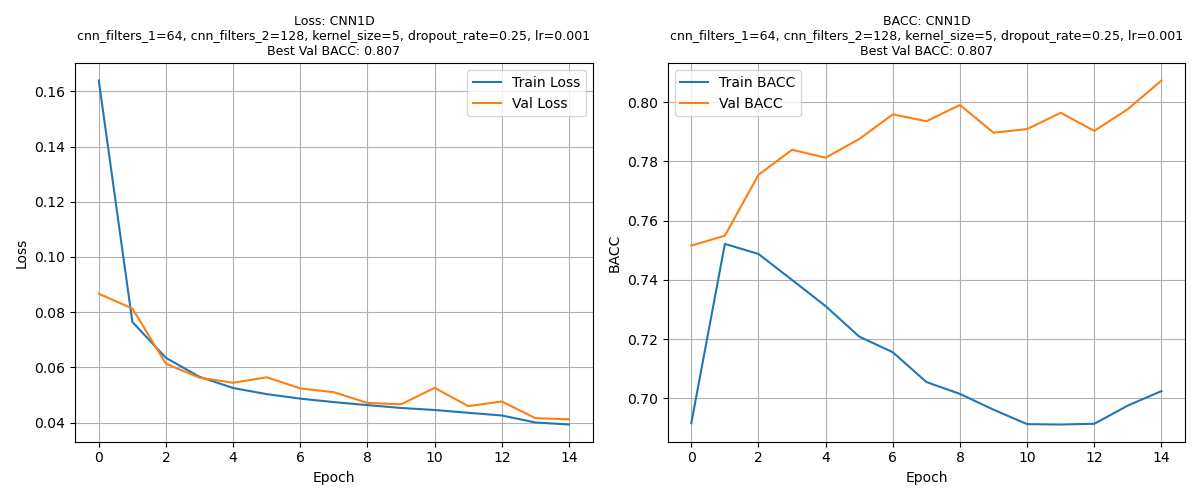 Loss: CNN1D
cnn_filters_1=64, cnn_filters_2=128, kernel_size=5, dropout_rate=0.25, lr=0.001
Best Val BACC: 0.807
Train Loss
Val Loss
0.16
0.14
0.12
0.10
0.08
0.06
0.04
Loss
0 2 4 6 8 10 12 14
Epoch
BACC: CNN1D
cnn_filters_1=64, cnn_filters_2=128, kernel_size=5, dropout_rate=0.25, lr=0.001
Best Val BACC: 0.807
Train BACC
Val BACC
0.80
0.78
0.76
0.74
0.72
0.70
BACC
0 2 4 6 8 10 12 14
Epoch